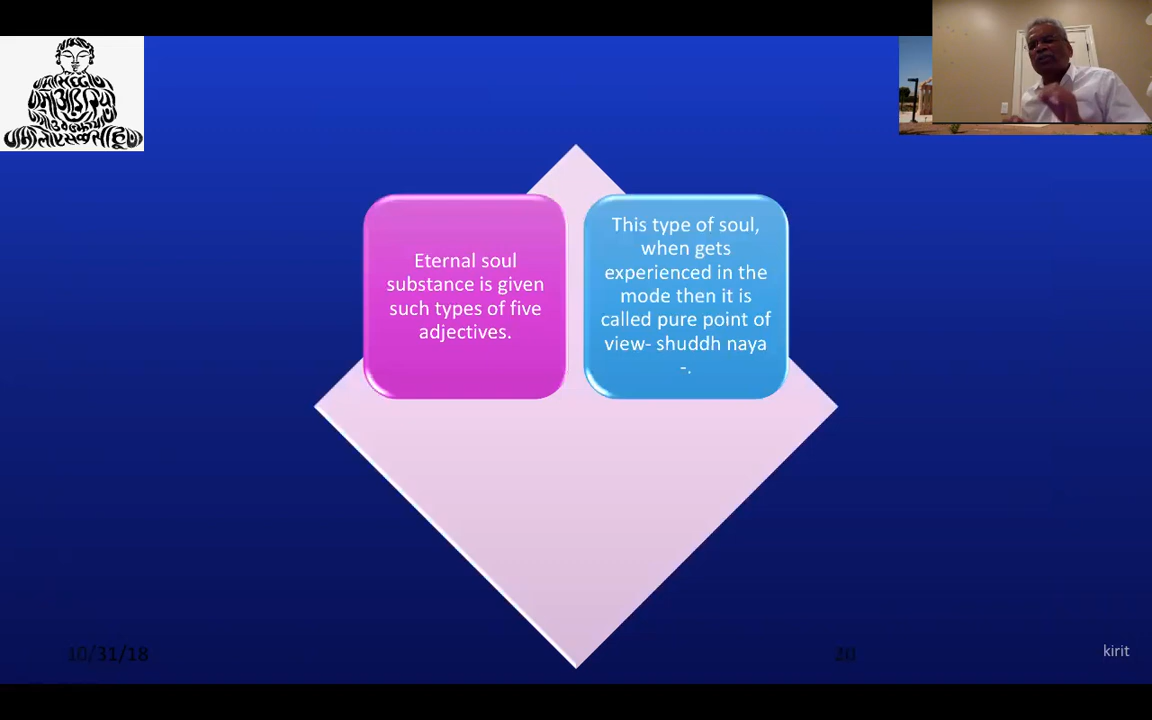 Eternal soul
substance is given
such types of five
adjectives.
This type of soul,
when gets
experienced in the
mode then it is
called pure point of
view- shuddh naya
-.
10/31/18
30
kirit